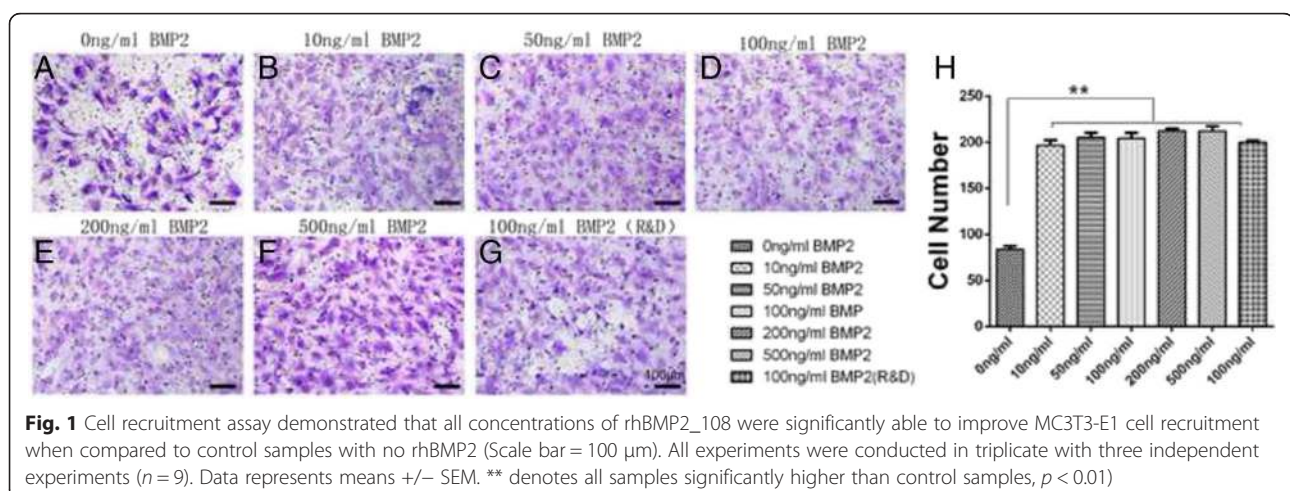 0ng/ml BMP2 10ng/ml BMP2 50ng/ml BMP2 100ng/ml BMP2
A B C D
200ng/ml BMP2 500ng/ml BMP2 100ng/ml BMP2 (R&D)
E F G
100μm
0ng/ml BMP2
10ng/ml BMP2
50ng/ml BMP2
100ng/ml BMP
200ng/ml BMP2
500ng/ml BMP2
100ng/ml BMP2(R&D)
H
Cell Number
250
200
150
100
50
0
**
0ng/ml 10ng/ml 50ng/ml 100ng/ml 200ng/ml 500ng/ml 100ng/ml
Fig. 1 Cell recruitment assay demonstrated that all concentrations of rhBMP2_108 were significantly able to improve MC3T3-E1 cell recruitment
when compared to control samples with no rhBMP2 (Scale bar = 100 μm). All experiments were conducted in triplicate with three independent
experiments (n = 9). Data represents means +/− SEM. ** denotes all samples significantly higher than control samples, p < 0.01)